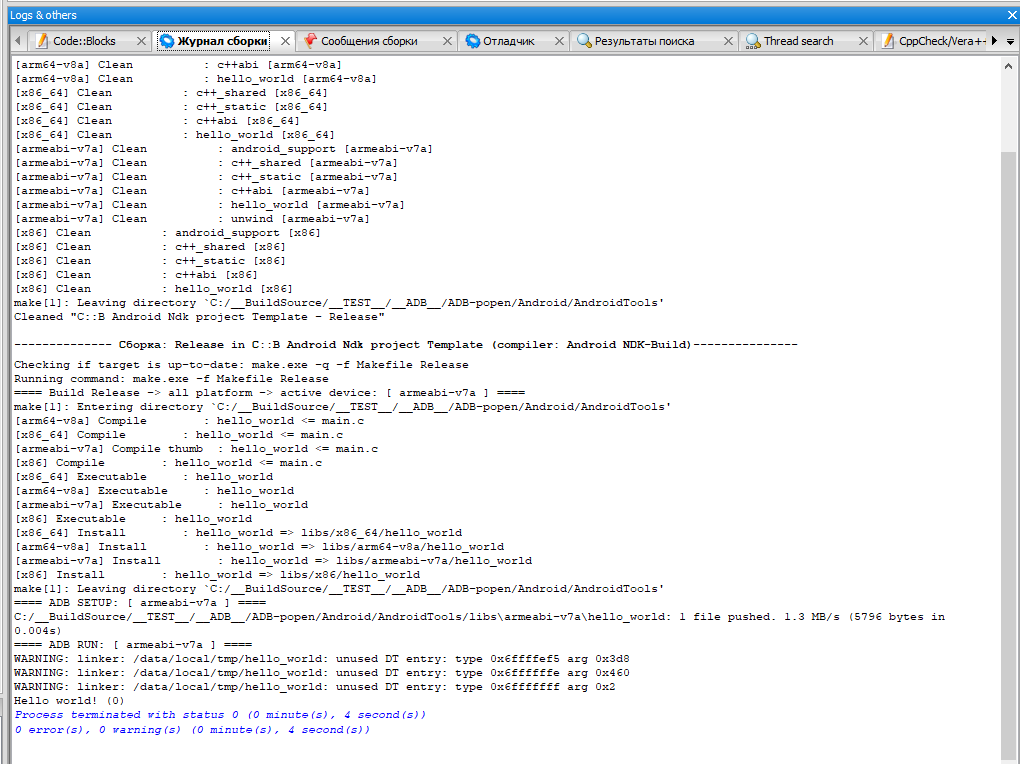 Logs & others
Code::Blocks
Журнал сборки
Сообщения сборки
Отладчик
Результаты поиска
Thread search
CppCheck/Vera++
[arm64-v8a] Clean : c++abi [arm64-v8a]
[arm64-v8a] Clean : hello_world [arm64-v8a]
[x86_64] Clean : c++_shared [x86_64]
[x86_64] Clean : c++_static [x86_64]
[x86_64] Clean : c++abi [x86_64]
[x86_64] Clean : hello_world [x86_64]
[armeabi-v7a] Clean : android_support [armeabi-v7a]
[armeabi-v7a] Clean : c++_shared [armeabi-v7a]
[armeabi-v7a] Clean : c++_static [armeabi-v7a]
[armeabi-v7a] Clean : c++abi [armeabi-v7a]
[armeabi-v7a] Clean : hello_world [armeabi-v7a]
[armeabi-v7a] Clean : unwind [armeabi-v7a]
[x86] Clean : android_support [x86]
[x86] Clean : c++_shared [x86]
[x86] Clean : c++_static [x86]
[x86] Clean : c++abi [x86]
[x86] Clean : hello_world [x86]
make[1]: Leaving directory `C:/__BuildSource/__TEST__/__ADB__/ADB-popen/Android/AndroidTools'
Cleaned "C::B Android Ndk project Template - Release"
-------------- Сборка: Release in C::B Android Ndk project Template (compiler: Android NDK-Build)---------------
Checking if target is up-to-date: make.exe -q -f Makefile Release
Running command: make.exe -f Makefile Release
==== Build Release -> all platform -> active device: [ armeabi-v7a ] ====
make[1]: Entering directory `C:/__BuildSource/__TEST__/__ADB__/ADB-popen/Android/AndroidTools'
[arm64-v8a] Compile : hello_world <= main.c
[x86_64] Compile : hello_world <= main.c
[armeabi-v7a] Compile thumb : hello_world <= main.c
[x86] Compile : hello_world <= main.c
[x86_64] Executable : hello_world
[arm64-v8a] Executable : hello_world
[armeabi-v7a] Executable : hello_world
[x86] Executable : hello_world
[x86_64] Install : hello_world => libs/x86_64/hello_world
[arm64-v8a] Install : hello_world => libs/arm64-v8a/hello_world
[armeabi-v7a] Install : hello_world => libs/armeabi-v7a/hello_world
[x86] Install : hello_world => libs/x86/hello_world
make[1]: Leaving directory `C:/__BuildSource/__TEST__/__ADB__/ADB-popen/Android/AndroidTools'
==== ADB SETUP: [ armeabi-v7a ] ====
C:/__BuildSource/__TEST__/__ADB__/ADB-popen/Android/AndroidTools/libs\armeabi-v7a\hello_world: 1 file pushed. 1.3 MB/s (5796 bytes in
0.004s)
==== ADB RUN: [ armeabi-v7a ] ====
WARNING: linker: /data/local/tmp/hello_world: unused DT entry: type 0x6ffffef5 arg 0x3d8
WARNING: linker: /data/local/tmp/hello_world: unused DT entry: type 0x6ffffffe arg 0x460
WARNING: linker: /data/local/tmp/hello_world: unused DT entry: type 0x6fffffff arg 0x2
Hello world! (0)
Process terminated with status 0 (0 minute(s), 4 second(s))
0 error(s), 0 warning(s) (0 minute(s), 4 second(s))